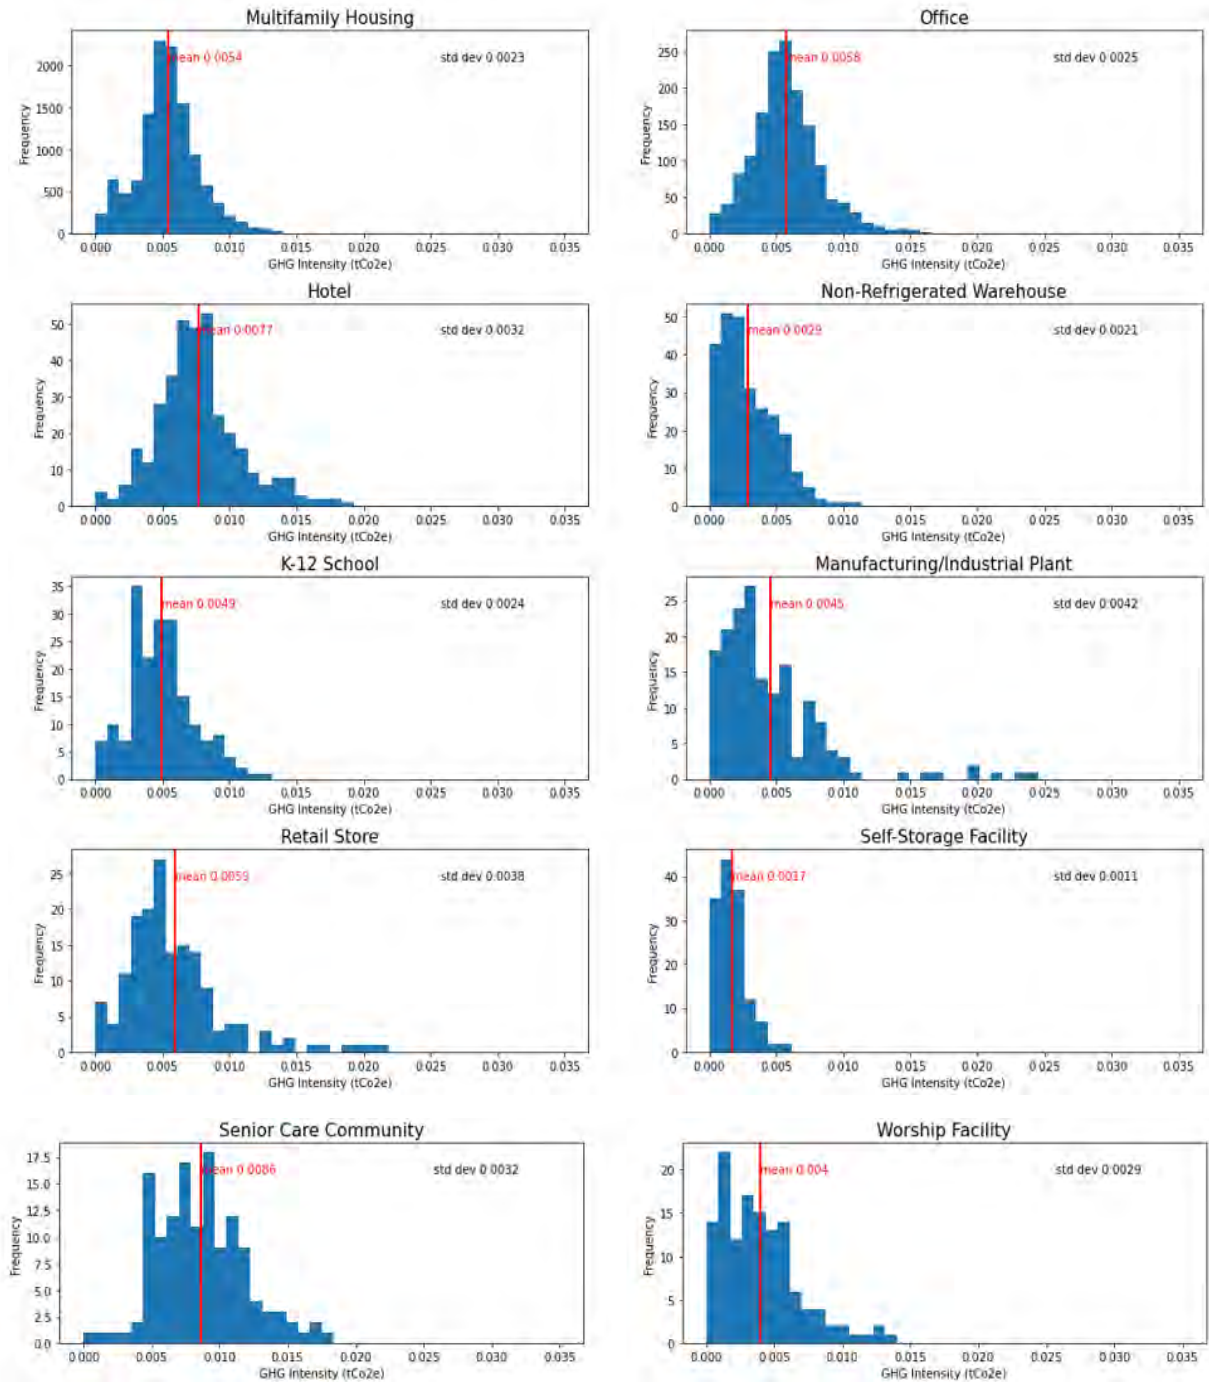 Multifamily Housing
mean 0.0054
std dev 0.0023
2000
1500
1000
500
0
Frequency
0.000 0.005 0.010 0.015 0.020 0.025 0.030 0.035
GHG Intensity (tCo2e)
Office
mean 0.0058
std dev 0.0025
250
200
150
100
50
0
Frequency
0.000 0.005 0.010 0.015 0.020 0.025 0.030 0.035
GHG Intensity (tCo2e)
Hotel
mean 0.0077
std dev 0.0032
50
40
30
20
10
0
Frequency
0.000 0.005 0.010 0.015 0.020 0.025 0.030 0.035
GHG Intensity (tCo2e)
Non-Refrigerated Warehouse
mean 0.0029
std dev 0.0021
50
40
30
20
10
0
Frequency
0.000 0.005 0.010 0.015 0.020 0.025 0.030 0.035
GHG Intensity (tCo2e)
K-12 School
mean 0.0049
std dev 0.0024
35
30
25
20
15
10
5
0
Frequency
0.000 0.005 0.010 0.015 0.020 0.025 0.030 0.035
GHG Intensity (tCo2e)
Manufacturing/Industrial Plant
mean 0.0045
std dev 0.0042
25
20
15
10
5
0
Frequency
0.000 0.005 0.010 0.015 0.020 0.025 0.030 0.035
GHG Intensity (tCo2e)
Retail Store
mean 0.0059
std dev 0.0038
25
20
15
10
5
0
Frequency
0.000 0.005 0.010 0.015 0.020 0.025 0.030 0.035
GHG Intensity (tCo2e)
Self-Storage Facility
mean 0.0017
std dev 0.0011
40
30
20
10
0
Frequency
0.000 0.005 0.010 0.015 0.020 0.025 0.030 0.035
GHG Intensity (tCo2e)
Senior Care Community
mean 0.0086
std dev 0.0032
17.5
15.0
12.5
10.0
7.5
5.0
2.5
0.0
Frequency
0.000 0.005 0.010 0.015 0.020 0.025 0.030 0.035
GHG Intensity (tCo2e)
Worship Facility
mean 0.004
std dev 0.0029
20
15
10
5
0
Frequency
0.000 0.005 0.010 0.015 0.020 0.025 0.030 0.035
GHG Intensity (tCo2e)